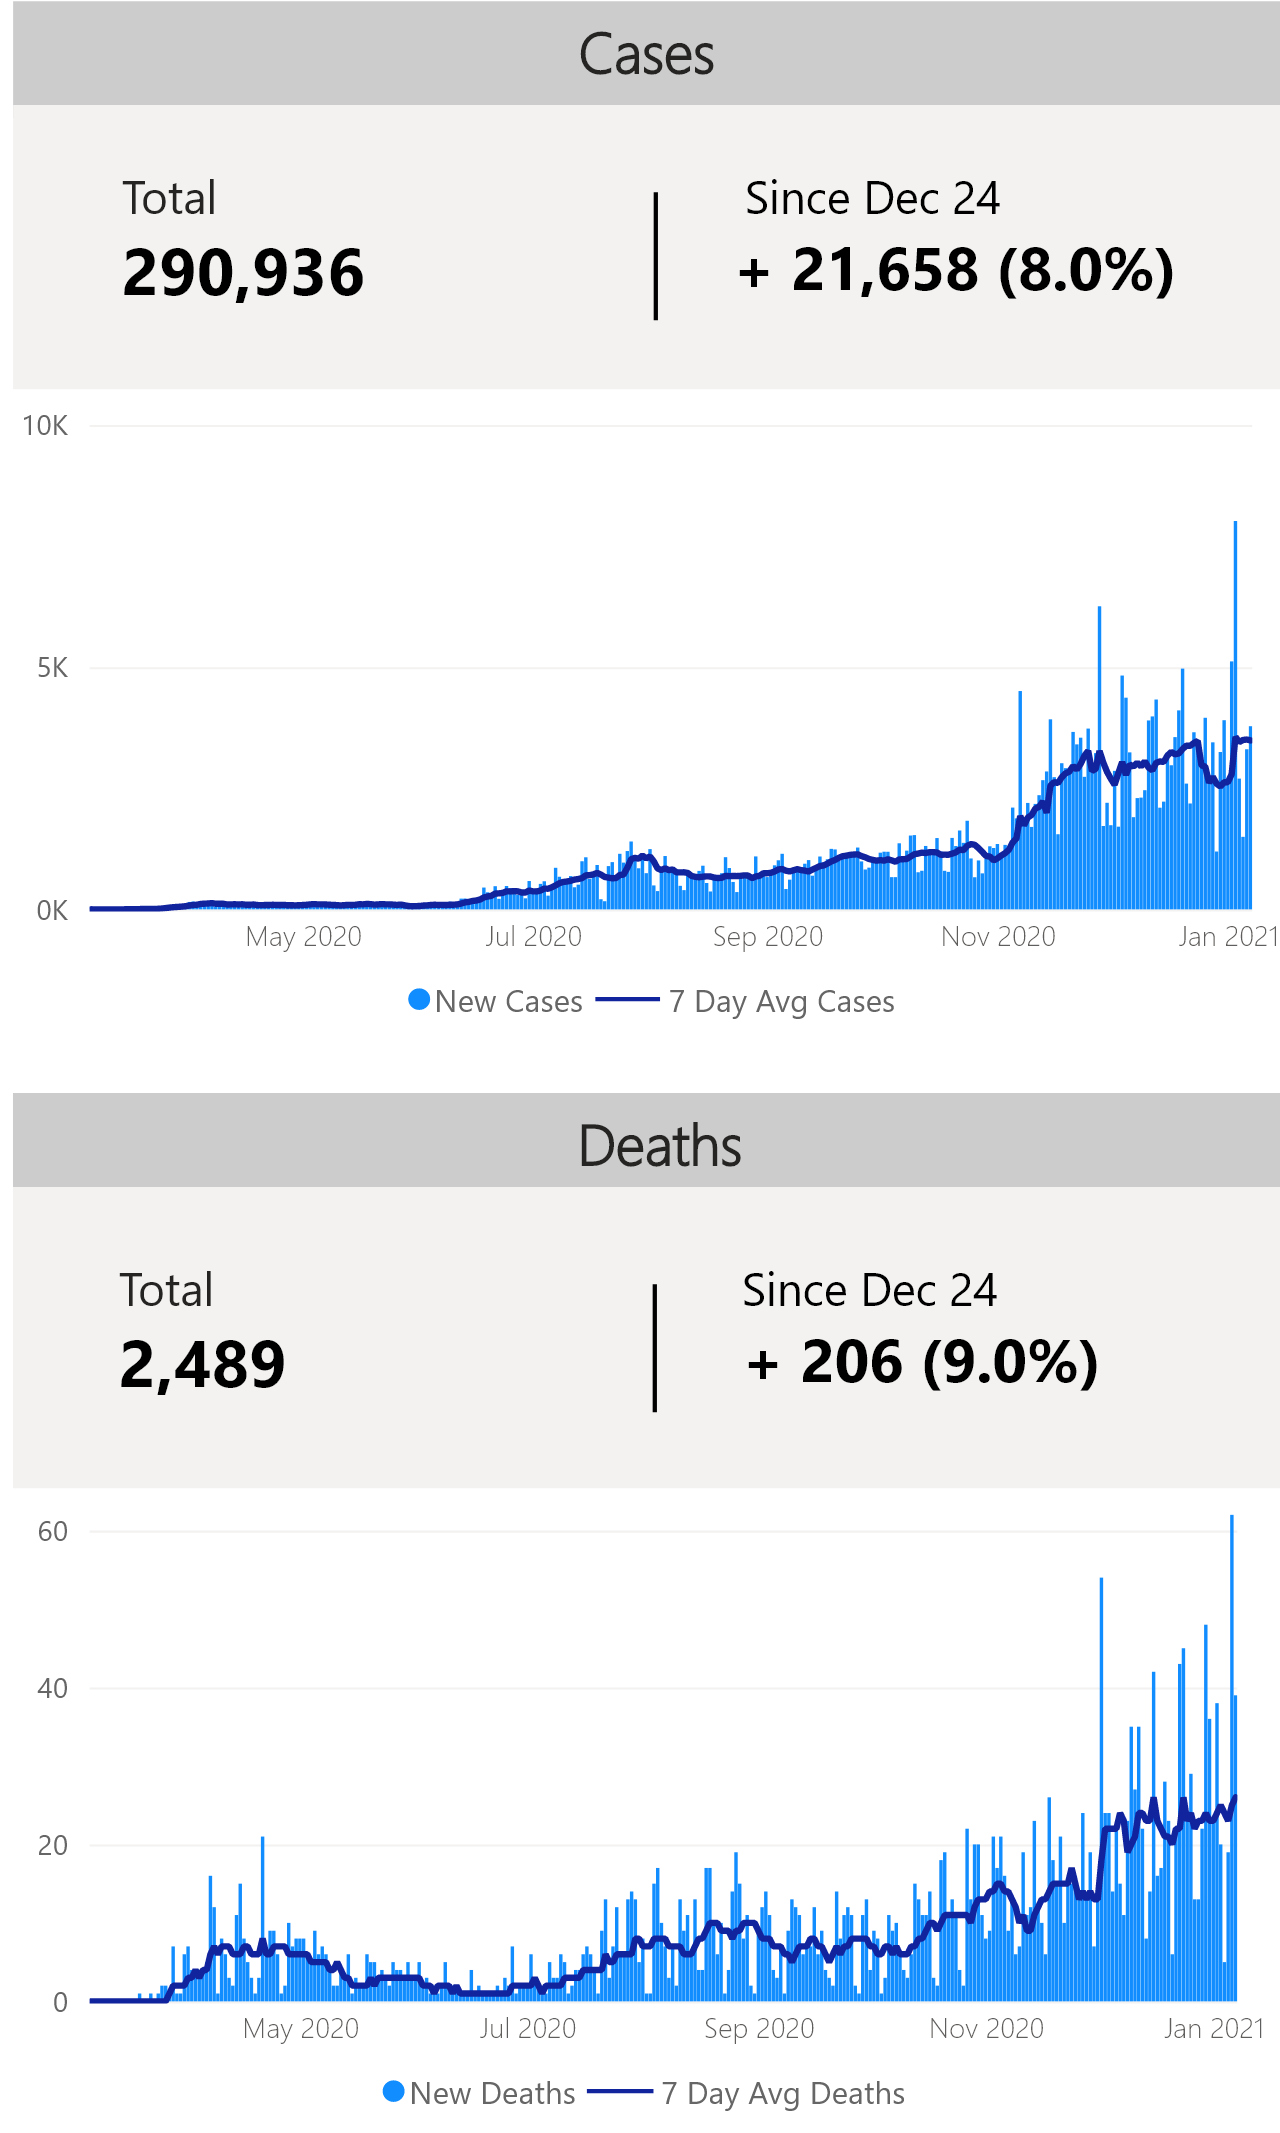 Cases
Total
Since Dec 24
290,936
+ 21,658 (8.0%)
10K
5K
0K
May 2020
Jul 2020
Sep 2020
Nov 2020
Jan 2021
New Cases
7 Day Avg Cases
Deaths
Total
Since Dec 24
2,489
+ 206 (9.0%)
60
40
20
0
May 2020
Jul 2020
Sep 2020
Nov 2020
Jan 2021
New Deaths
7 Day Avg Deaths